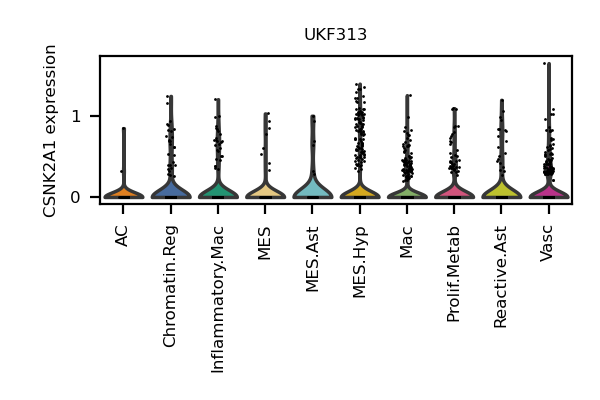 UKF313
CSNK2A1 expression
1
0
AC
Chromatin.Reg
Inflammatory.Mac
MES
MES.Ast
MES.Hyp
Mac
Prolif.Metab
Reactive.Ast
Vasc